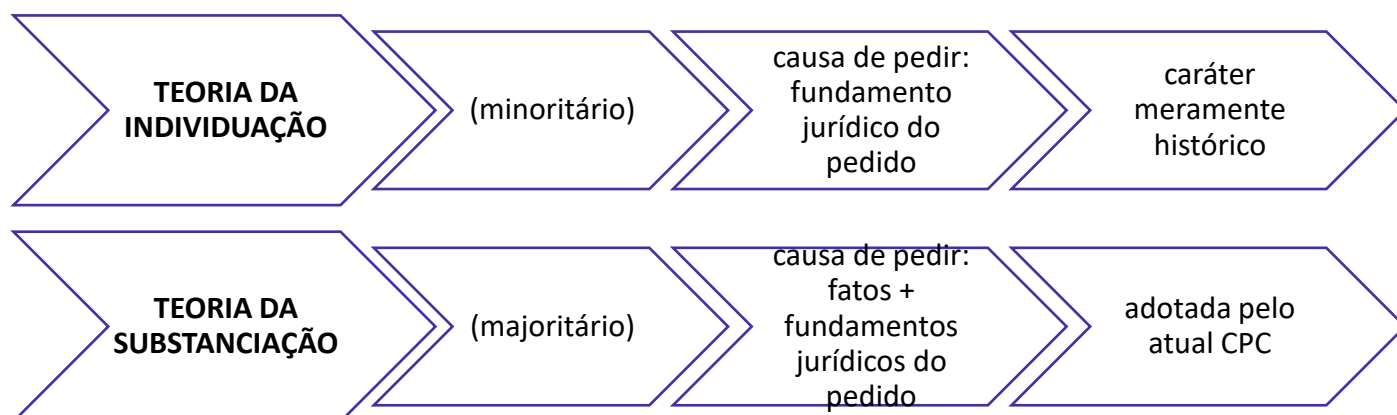 TEORIA DA
INDIVIDUAÇÃO
(minoritário)
causa de pedir:
fundamento
jurídico do
pedido
caráter
meramente
histórico
TEORIA DA
SUBSTANCIAÇÃO
(majoritário)
causa de pedir:
fatos +
fundamentos
jurídicos do
pedido
adotada pelo
atual CPC